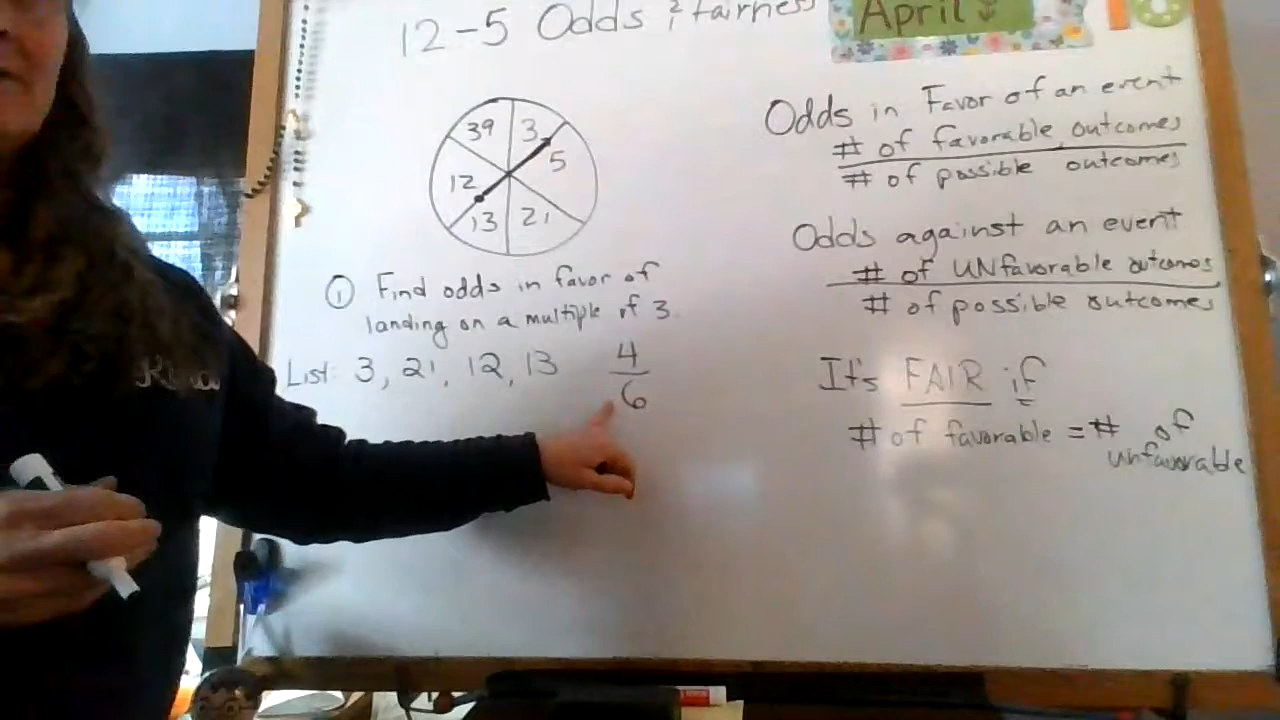 12-5 Odds & fairness
April
39 3
5
12
13 21
① Find odds in favor of
landing on a multiple of 3.
List: 3, 21, 12, 13 4/6
Odds in Favor of an event
# of favorable outcomes
# of possible outcomes
Odds against an event
# of UNfavorable outcomes
# of possible outcomes
It's FAIR if
# of favorable = # of
unfavorable